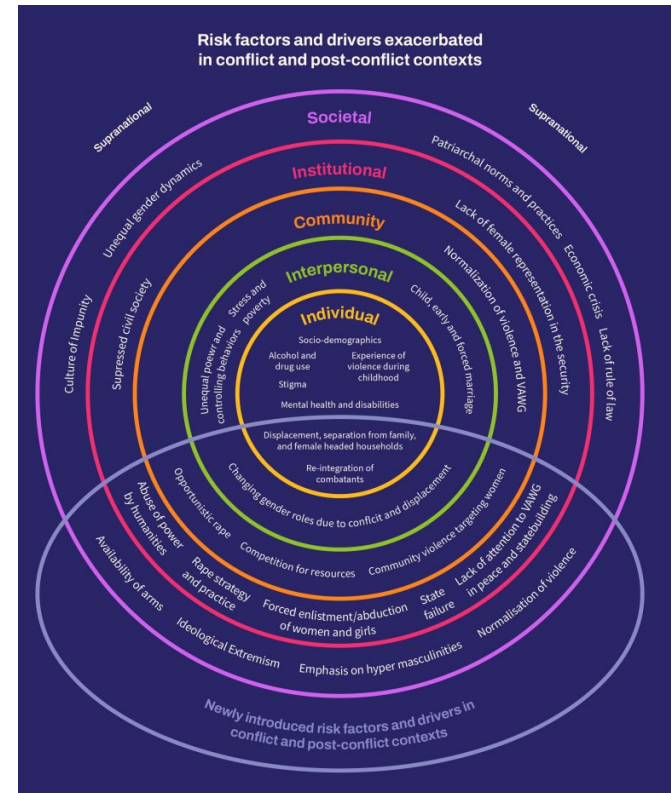 Risk factors and drivers exacerbated
in conflict and post-conflict contexts
Supranational
Supranational
Societal
Unequal gender dynamics
Patriarchal norms and practices
Culture of Impunity
Economic crisis
Lack of rule of law
Institutional
Supressed civil society
Lack of female representation in the security
Community
Normalization of violence and VAWG
Interpersonal
Stress and
poverty
Unequal poewr and
controlling behaviors
Child, early and forced marriage
Individual
Socio-demographics
Alcohol and
drug use
Experience of
violence during
childhood
Stigma
Mental health and disabilities
Displacement, separation from family,
and female headed households
Re-integration of
combatants
Changing gender roles due to conflcit and displacement
Opportunistic rape
Competition for resources
Community violence targeting women
Abuse of power
by humanities
Rape strategy
and practice
Forced enlistment/abduction
of women and girls
State
failure
Lack of attention to VAWG
in peace and statebuilding
Availability of arms
Ideological Extremism
Emphasis on hyper masculinities
Normalisation of violence
Newly introduced risk factors and drivers in
conflict and post-conflict contexts